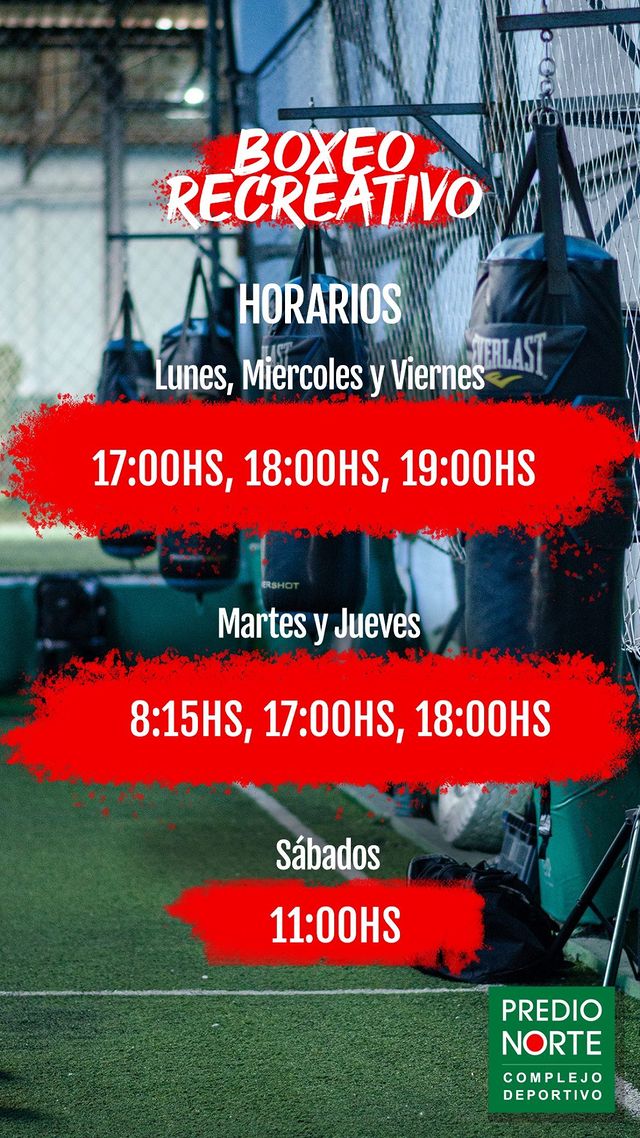 BOXEO
RECREATIVO
HORARIOS
Lunes, Miercoles y Viernes
17:00HS, 18:00HS, 19:00HS
Martes y Jueves
8:15HS, 17:00HS, 18:00HS
Sábados
11:00HS
EVERLAST
PREDIO
NORTE
COMPLEJO
DEPORTIVO